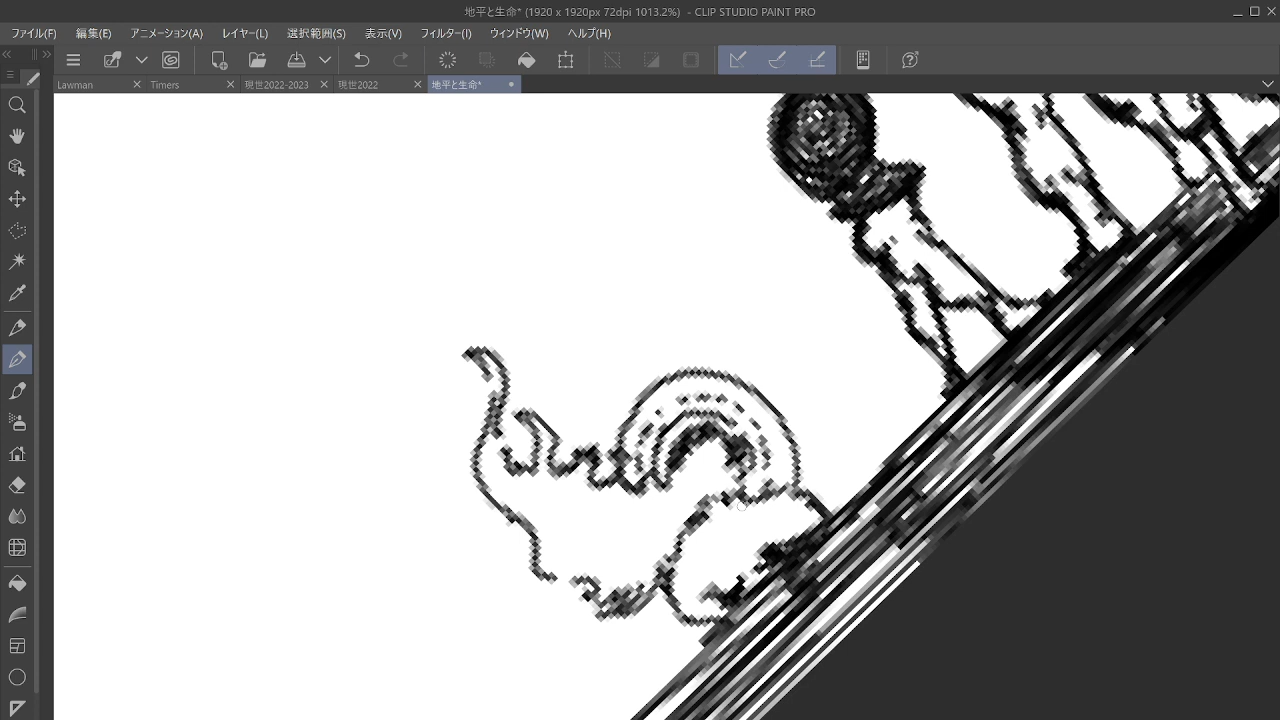 地平と生命* (1920 x 1920px 72dpi 1013.2%) - CLIP STUDIO PAINT PRO
ファイル(F) 編集(E) アニメーション(A) レイヤー(L) 選択範囲(S) 表示(V) フィルター(I) ウィンドウ(W) ヘルプ(H)
Lawman Timers 現世2022-2023 現世2022 地平と生命*